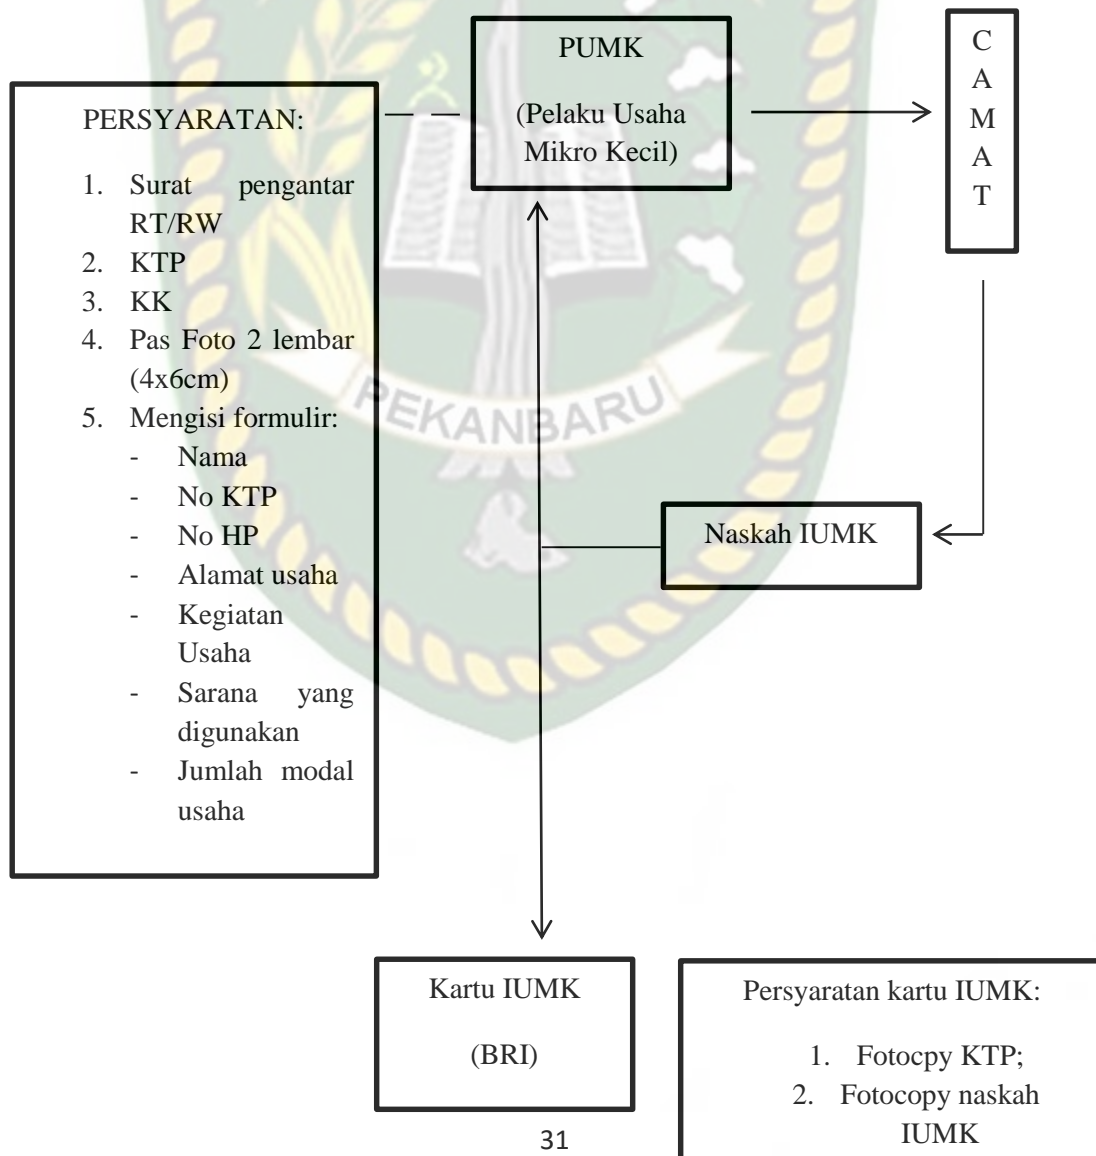 PUMK
(Pelaku Usaha
Mikro Kecil)
C
A
M
A
T
PERSYARATAN:
1. Surat pengantar
RT/RW
2. KTP
3. KK
4. Pas Foto 2 lembar
(4x6cm)
5. Mengisi formulir:
- Nama
- No KTP
- No HP
- Alamat usaha
- Kegiatan
Usaha
- Sarana yang
digunakan
- Jumlah modal
usaha
PEKANBARU
Naskah IUMK
Kartu IUMK
(BRI)
Persyaratan kartu IUMK:
1. Fotocpy KTP;
2. Fotocopy naskah
IUMK
31